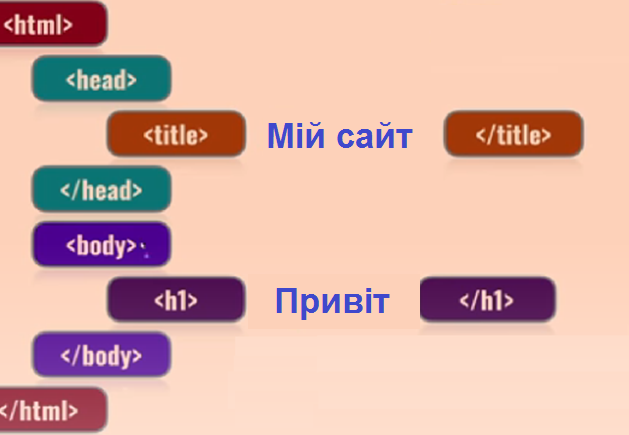 <html>
<head>
<title> Мій сайт </title>
</head>
<body>
<h1> Привіт </h1>
</body>
</html>